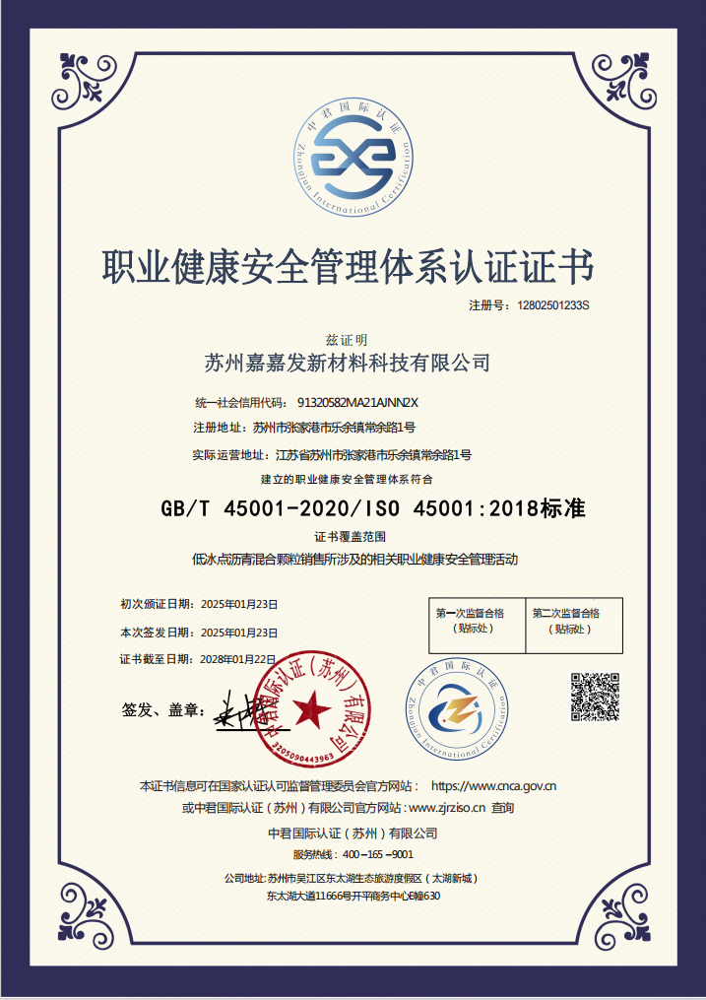 中君国际认证
Zhongjun International Certification
职业健康安全管理体系认证证书
注册号：12802501233S
兹证明
苏州嘉嘉发新材料科技有限公司
统一社会信用代码： 91320582MA21AJNN2X
注册地址：苏州市张家港市乐余镇常余路1号
实际运营地址：江苏省苏州市张家港市乐余镇常余路1号
建立的职业健康安全管理体系符合
GB/T 45001-2020/ISO 45001:2018标准
证书覆盖范围
低冰点沥青混合颗粒销售所涉及的相关职业健康安全管理活动
初次颁证日期：2025年01月23日
本次签发日期：2025年01月23日
证书截至日期：2028年01月22日
第一次监督合格
（贴标处）
第二次监督合格
（贴标处）
签发、盖章：
中君国际认证（苏州）有限公司
3205090443963
中君国际认证
Zhongjun International Certification
本证书信息可在国家认证认可监督管理委员会官方网站： https://www.cnca.gov.cn
或中君国际认证（苏州）有限公司官方网站：www.zjrziso.cn 查询
中君国际认证（苏州）有限公司
服务热线：400-165-9001
公司地址：苏州市吴江区东太湖生态旅游度假区（太湖新城）
东太湖大道11666号开平商务中心B幢630